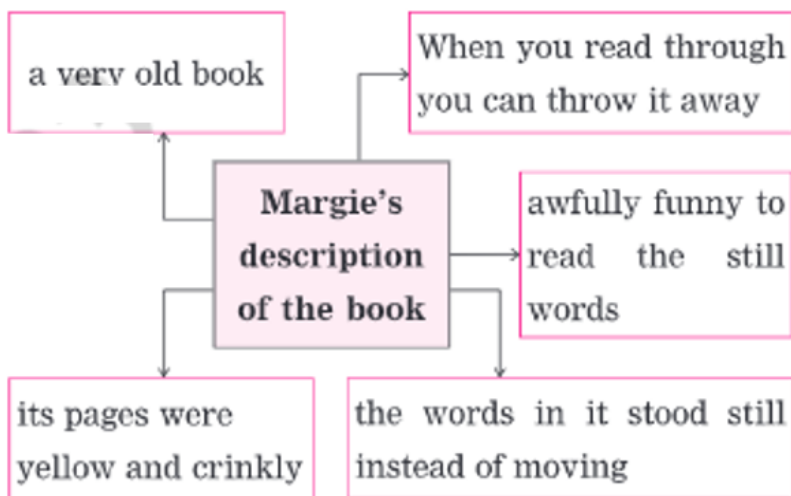 a very old book
When you read through
you can throw it away
Margie's
description
of the book
awfully funny to
read the still
words
its pages were
yellow and crinkly
the words in it stood still
instead of moving